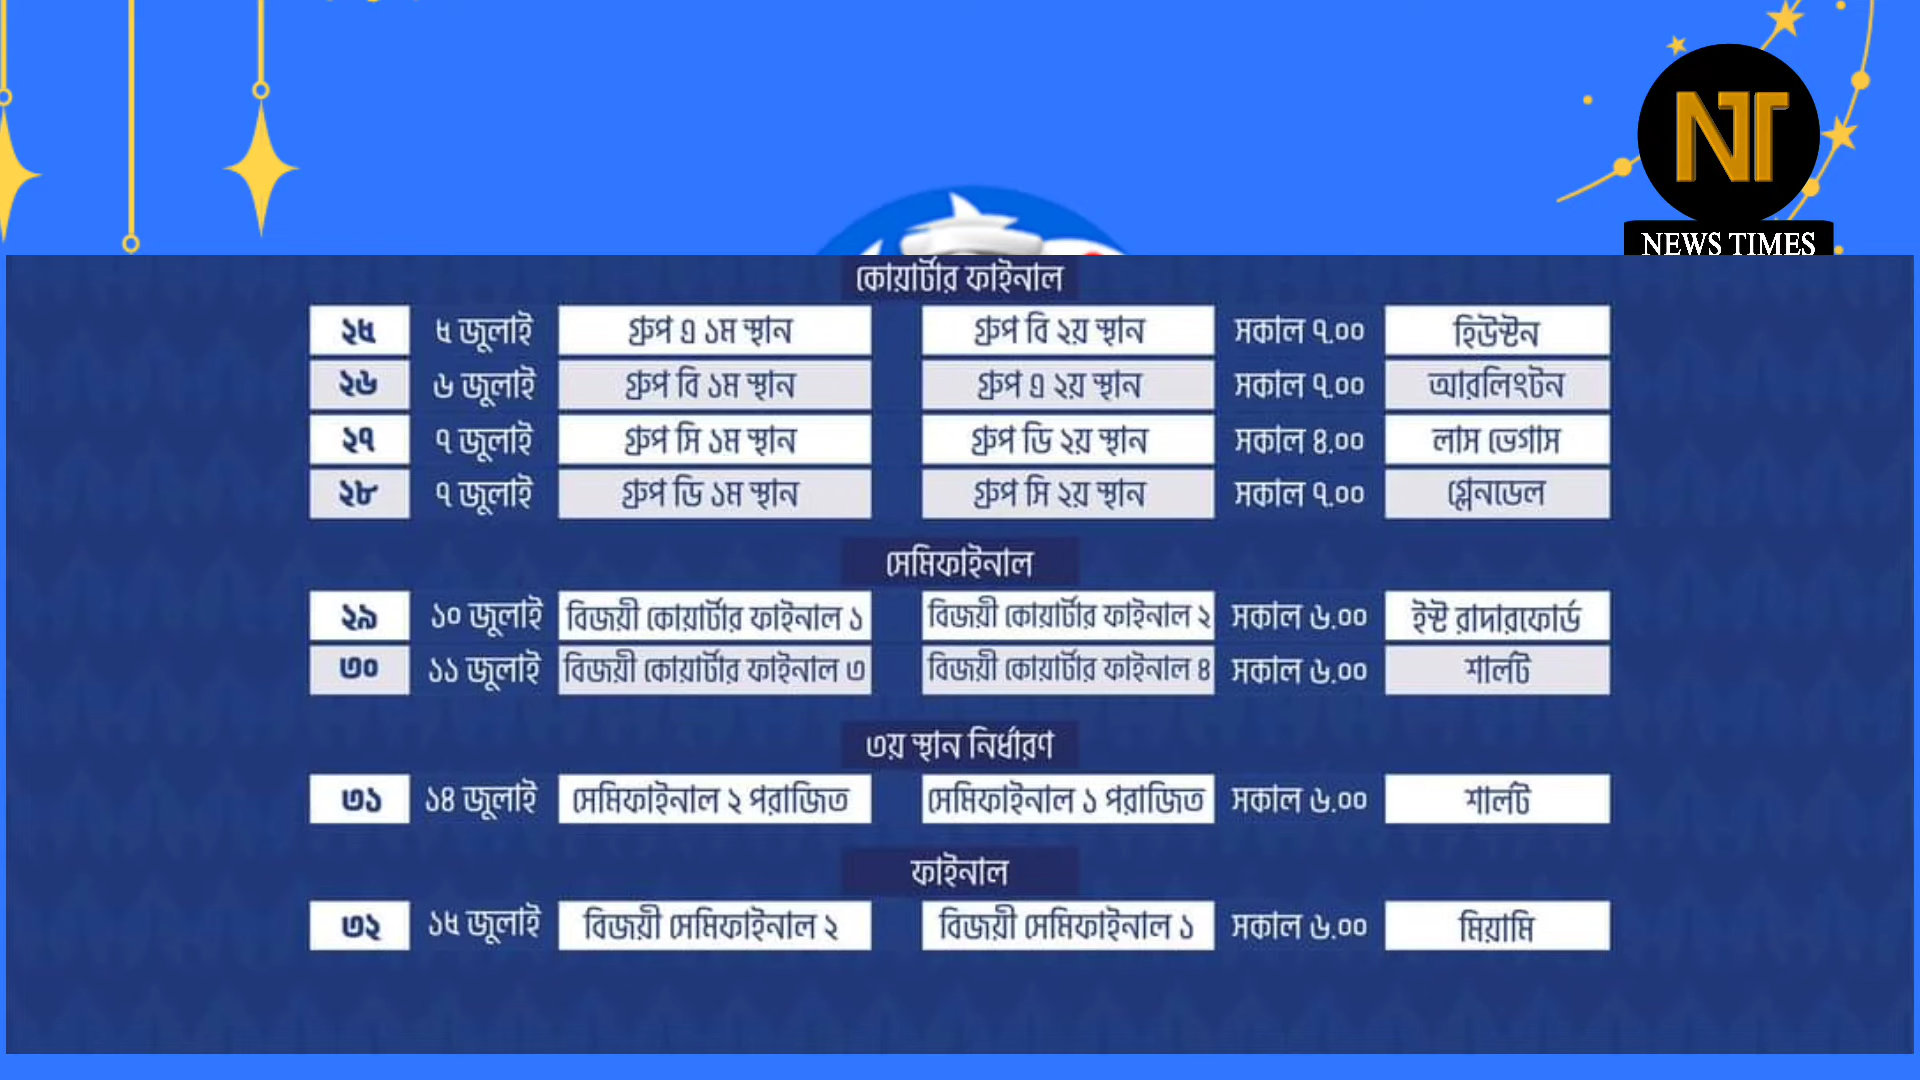 NT
NEWS TIMES
কোয়ার্টার ফাইনাল
২৫ ৫ জুলাই গ্রুপ এ ১ম স্থান গ্রুপ বি ২য় স্থান সকাল ৭.০০ হিউস্টন
২৬ ৬ জুলাই গ্রুপ বি ১ম স্থান গ্রুপ এ ২য় স্থান সকাল ৭.০০ আরলিংটন
২৭ ৭ জুলাই গ্রুপ সি ১ম স্থান গ্রুপ ডি ২য় স্থান সকাল ৪.০০ লাস ভেগাস
২৮ ৭ জুলাই গ্রুপ ডি ১ম স্থান গ্রুপ সি ২য় স্থান সকাল ৭.০০ গ্লেনডেল
সেমিফাইনাল
২৯ ১০ জুলাই বিজয়ী কোয়ার্টার ফাইনাল ১ বিজয়ী কোয়ার্টার ফাইনাল ২ সকাল ৬.০০ ইস্ট রাদারফোর্ড
৩০ ১১ জুলাই বিজয়ী কোয়ার্টার ফাইনাল ৩ বিজয়ী কোয়ার্টার ফাইনাল ৪ সকাল ৬.০০ শার্লট
৩য় স্থান নির্ধারণ
৩১ ১৪ জুলাই সেমিফাইনাল ২ পরাজিত সেমিফাইনাল ১ পরাজিত সকাল ৬.০০ শার্লট
ফাইনাল
৩২ ১৫ জুলাই বিজয়ী সেমিফাইনাল ২ বিজয়ী সেমিফাইনাল ১ সকাল ৬.০০ মিয়ামি